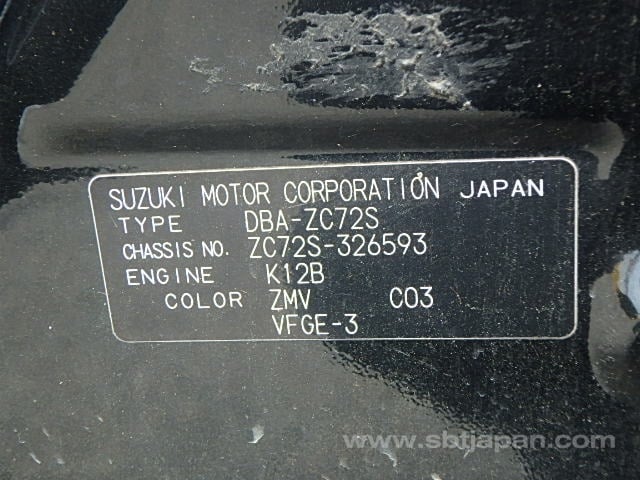 SUZUKI MOTOR CORPORATION JAPAN
TYPE DBA-ZC72S
CHASSIS NO. ZC72S-326593
ENGINE K12B
COLOR ZMV C03
VFGE-3
www.sbtjapan.com